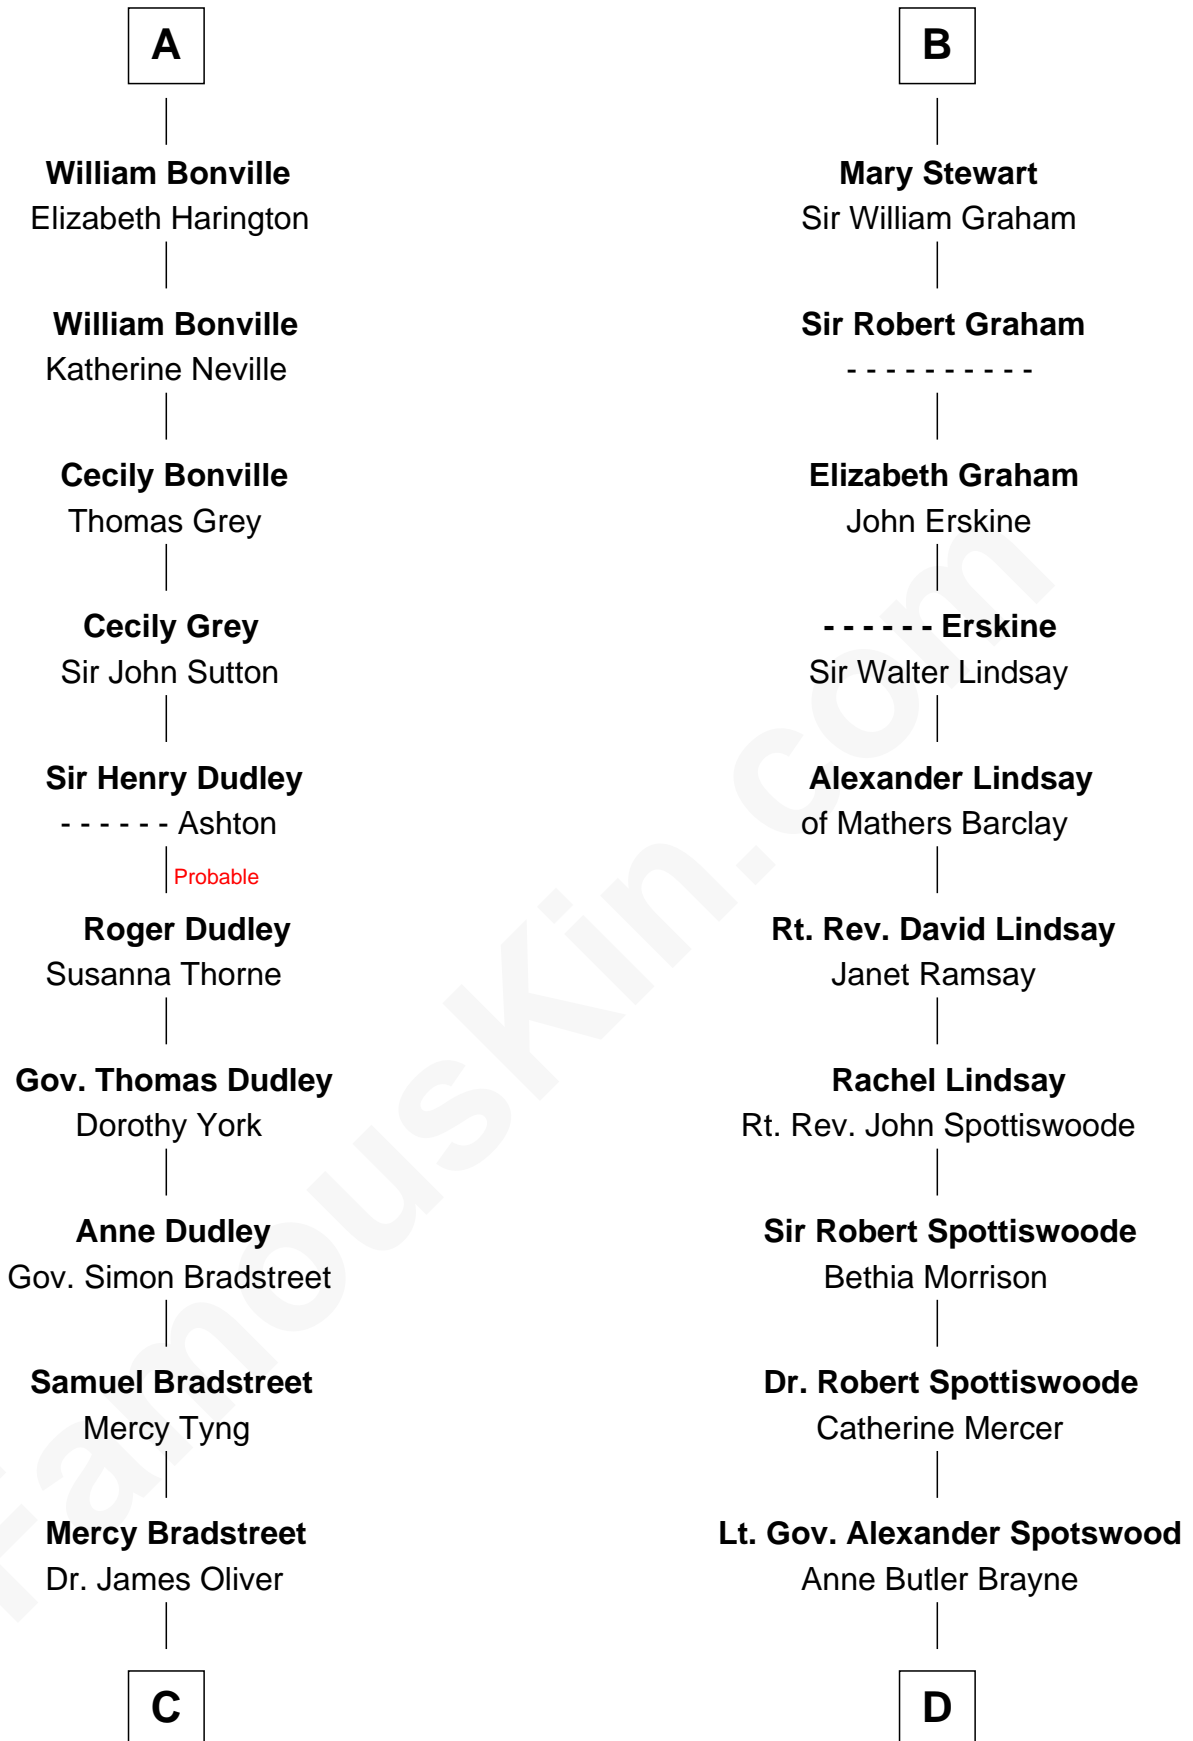 A
William Bonville
Elizabeth Harington
William Bonville
Katherine Neville
Cecily Bonville
Thomas Grey
Cecily Grey
Sir John Sutton
Sir Henry Dudley
- - - - - - Ashton
Probable
Roger Dudley
Susanna Thorne
Gov. Thomas Dudley
Dorothy York
Anne Dudley
Gov. Simon Bradstreet
Samuel Bradstreet
Mercy Tyng
Mercy Bradstreet
Dr. James Oliver
C
B
Mary Stewart
Sir William Graham
Sir Robert Graham
- - - - - - - - - -
Elizabeth Graham
John Erskine
- - - - - - Erskine
Sir Walter Lindsay
Alexander Lindsay
of Mathers Barclay
Rt. Rev. David Lindsay
Janet Ramsay
Rachel Lindsay
Rt. Rev. John Spottiswoode
Sir Robert Spottiswoode
Bethia Morrison
Dr. Robert Spottiswoode
Catherine Mercer
Lt. Gov. Alexander Spotswood
Anne Butler Brayne
D
FamousKin.com